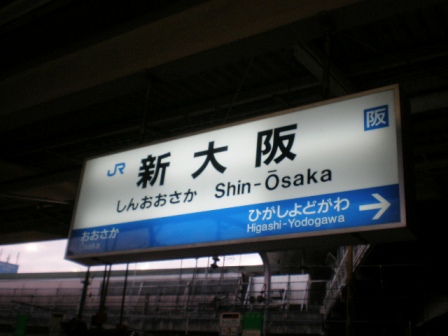 阪
JR 新大阪
しんおおさか Shin-Ōsaka
おおさか ひがしよどがわ
Osaka Higashi-Yodogawa